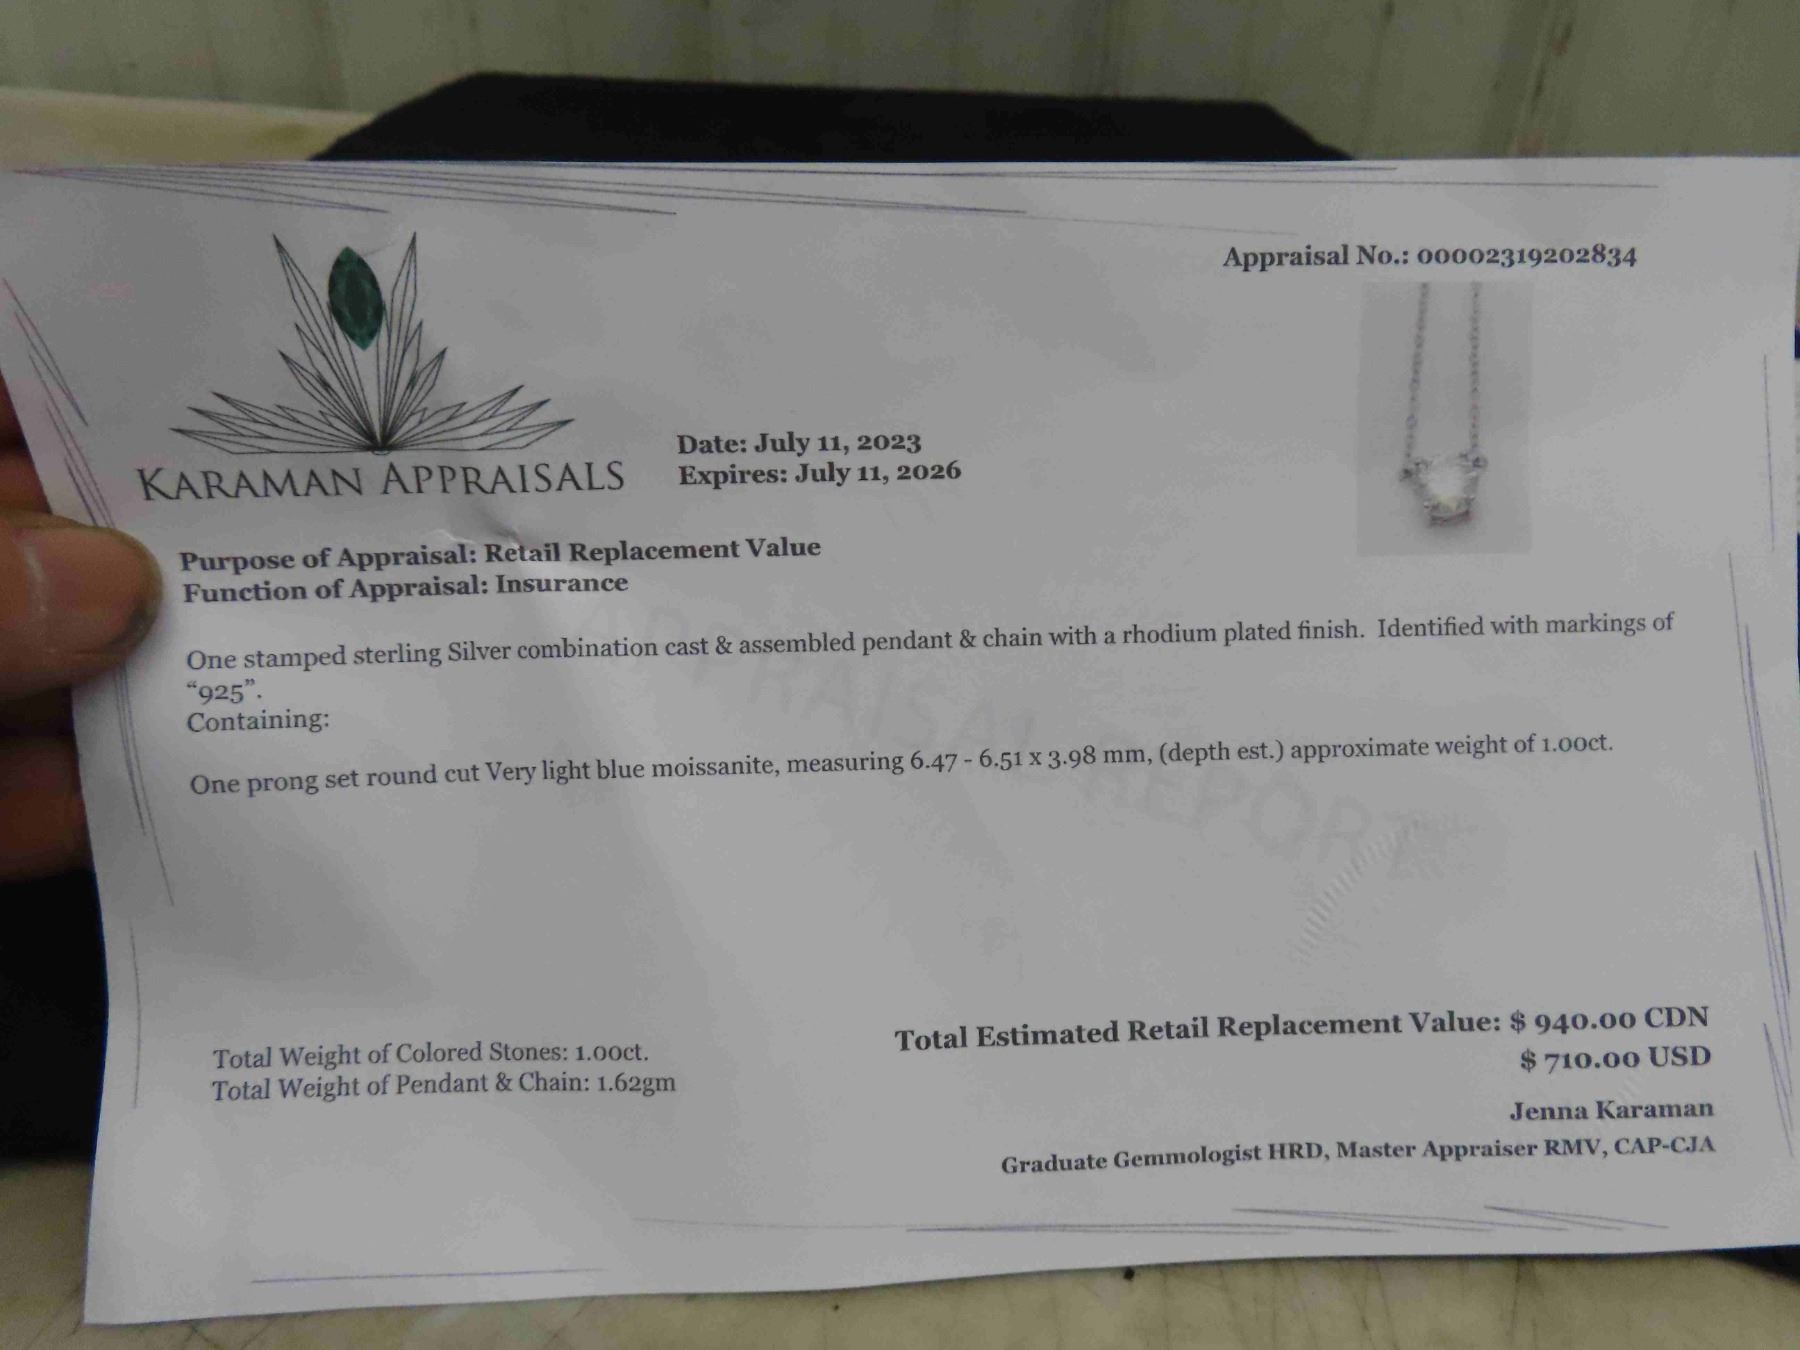 Appraisal No.: 00002319202834
KARAMAN APPRAISALS
Date: July 11, 2023
Expires: July 11, 2026
Purpose of Appraisal: Retail Replacement Value
Function of Appraisal: Insurance
One stamped sterling Silver combination cast & assembled pendant & chain with a rhodium plated finish. Identified with markings of
“925”.
Containing:
One prong set round cut Very light blue moissanite, measuring 6.47 - 6.51 x 3.98 mm, (depth est.) approximate weight of 1.00ct.
APPRAISAL REPORT
Total Weight of Colored Stones: 1.00ct.
Total Weight of Pendant & Chain: 1.62gm
Total Estimated Retail Replacement Value: $ 940.00 CDN
$ 710.00 USD
Jenna Karaman
Graduate Gemmologist HRD, Master Appraiser RMV, CAP-CJA